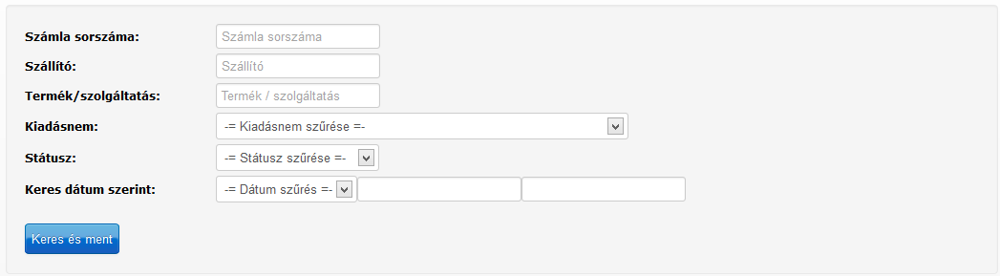 Számla sorszáma: Számla sorszáma
Szállító: Szállító
Termék/szolgáltatás: Termék / szolgáltatás
Kiadásnem: -= Kiadásnem szűrése =-
Státusz: -= Státusz szűrése =-
Keres dátum szerint: -= Dátum szűrés =-
Keres és ment